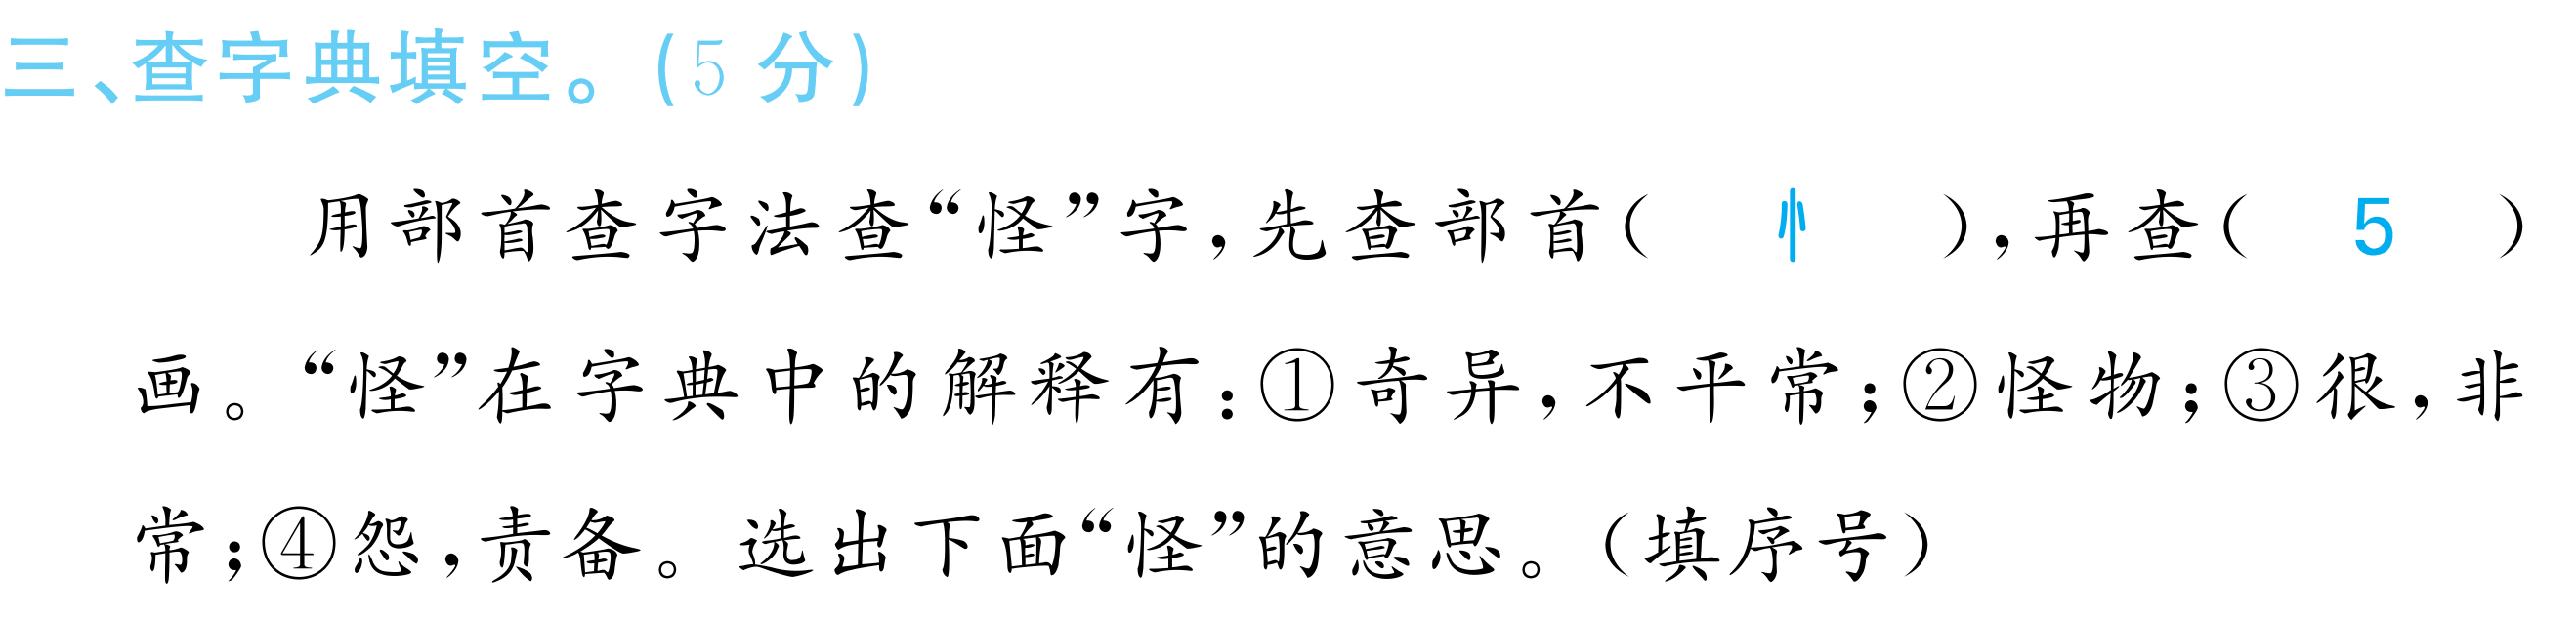 三、查字典填空。(5 分)
用部首查字法查“怪”字,先查部首( 忄 ),再查( 5 )
画。“怪”在字典中的解释有:①奇异,不平常;②怪物;③很,非
常;④怨,责备。选出下面“怪”的意思。(填序号)